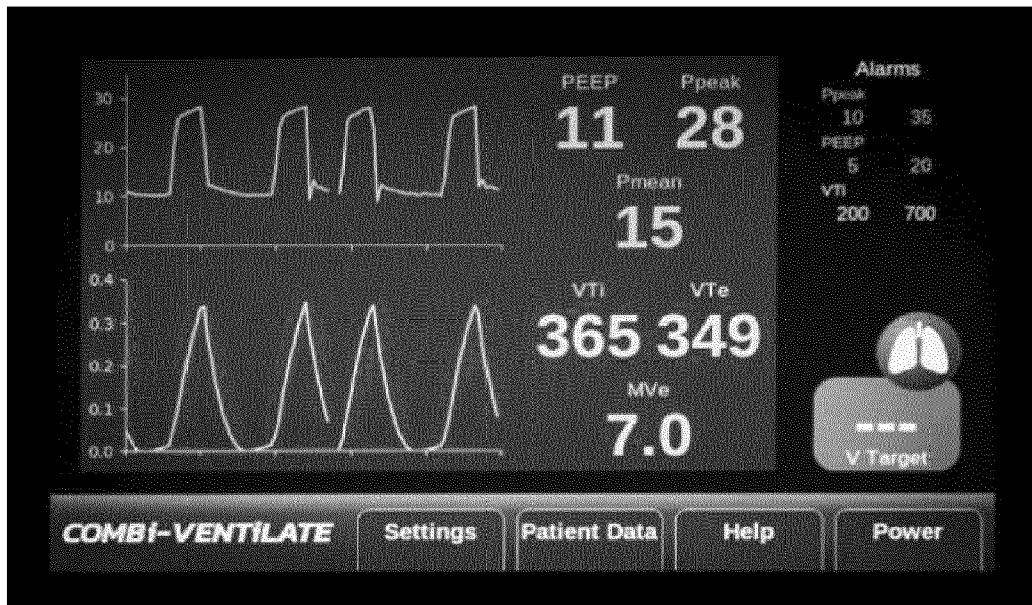 PEEP Ppeak
30
11 28
20
Pmean
10
15
0
0.4
VTi VTe
0.3
365 349
0.2
MVe
0.1
7.0
0.0
Alarms
Ppeak
10 35
PEEP
5 20
VTi
200 700
---
V Target
COMBi-VENTiLATE Settings Patient Data Help Power